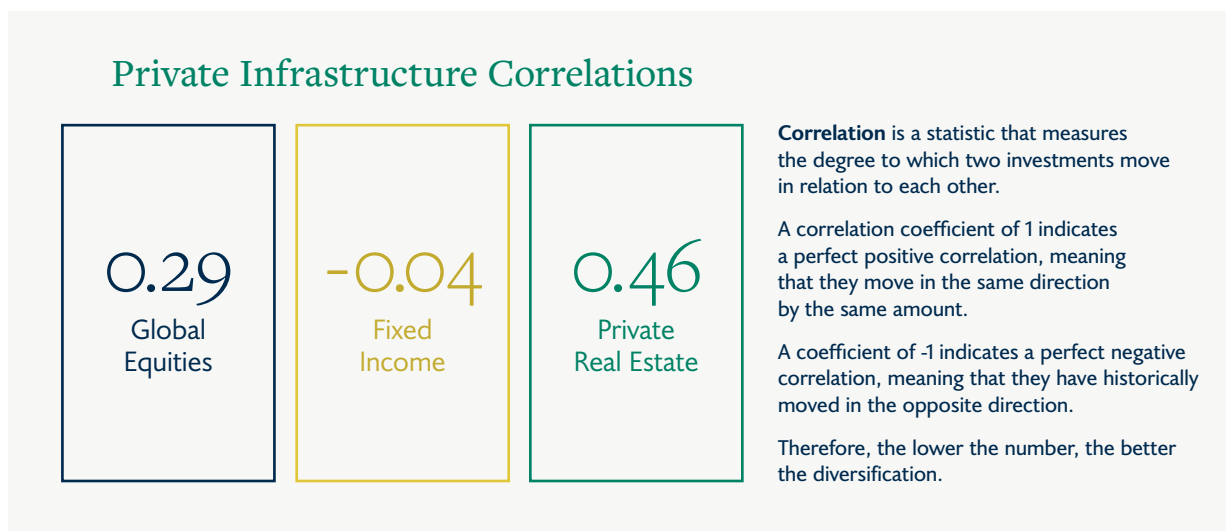 Private Infrastructure Correlations
0.29
Global
Equities
-0.04
Fixed
Income
0.46
Private
Real Estate
Correlation is a statistic that measures
the degree to which two investments move
in relation to each other.
A correlation coefficient of 1 indicates
a perfect positive correlation, meaning
that they move in the same direction
by the same amount.
A coefficient of -1 indicates a perfect negative
correlation, meaning that they have historically
moved in the opposite direction.
Therefore, the lower the number, the better
the diversification.